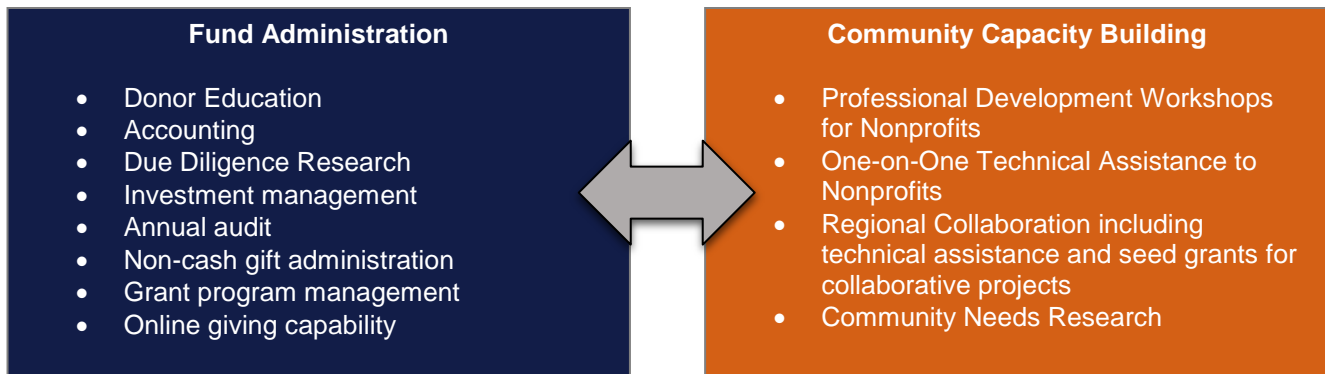 Fund Administration
• Donor Education
• Accounting
• Due Diligence Research
• Investment management
• Annual audit
• Non-cash gift administration
• Grant program management
• Online giving capability
Community Capacity Building
• Professional Development Workshops
for Nonprofits
• One-on-One Technical Assistance to
Nonprofits
• Regional Collaboration including
technical assistance and seed grants for
collaborative projects
• Community Needs Research